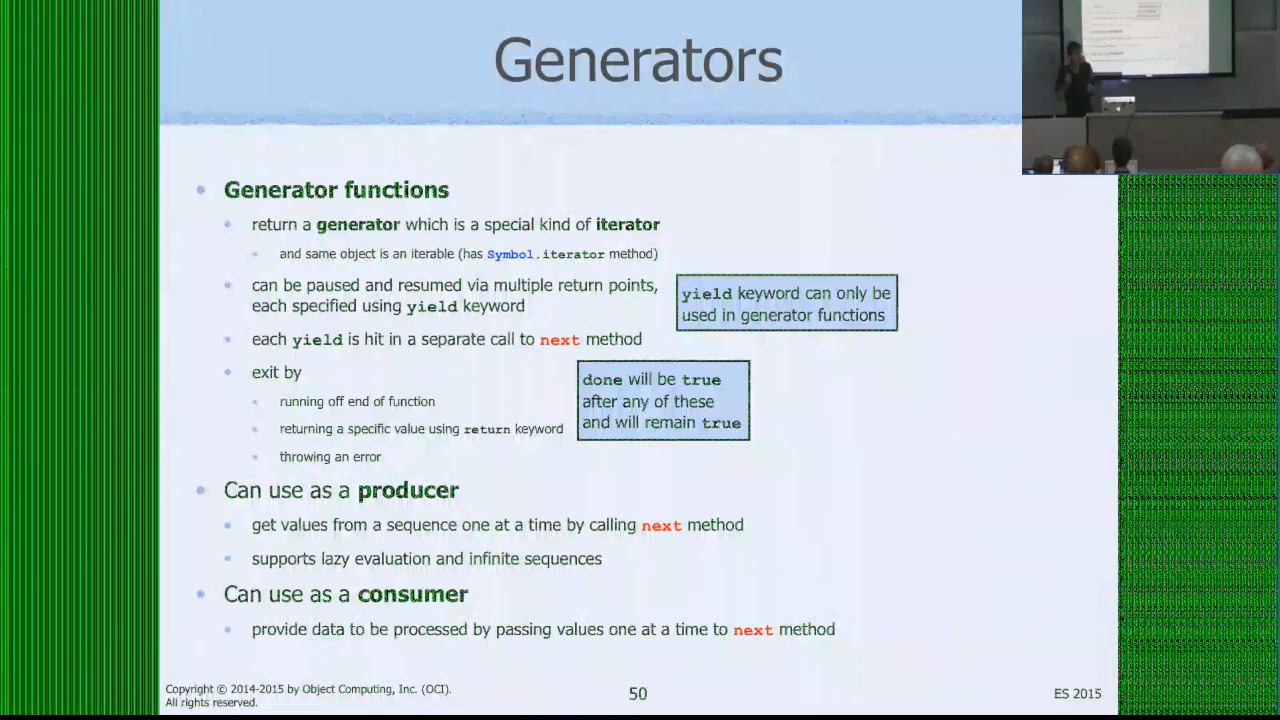 Generators
Generator functions
return a generator which is a special kind of iterator
and same object is an iterable (has Symbol.iterator method)
can be paused and resumed via multiple return points,
each specified using yield keyword
yield keyword can only be
used in generator functions
each yield is hit in a separate call to next method
exit by
running off end of function
returning a specific value using return keyword
throwing an error
done will be true
after any of these
and will remain true
Can use as a producer
get values from a sequence one at a time by calling next method
supports lazy evaluation and infinite sequences
Can use as a consumer
provide data to be processed by passing values one at a time to next method
Copyright © 2014-2015 by Object Computing, Inc. (OCI).
All rights reserved.
50
ES 2015